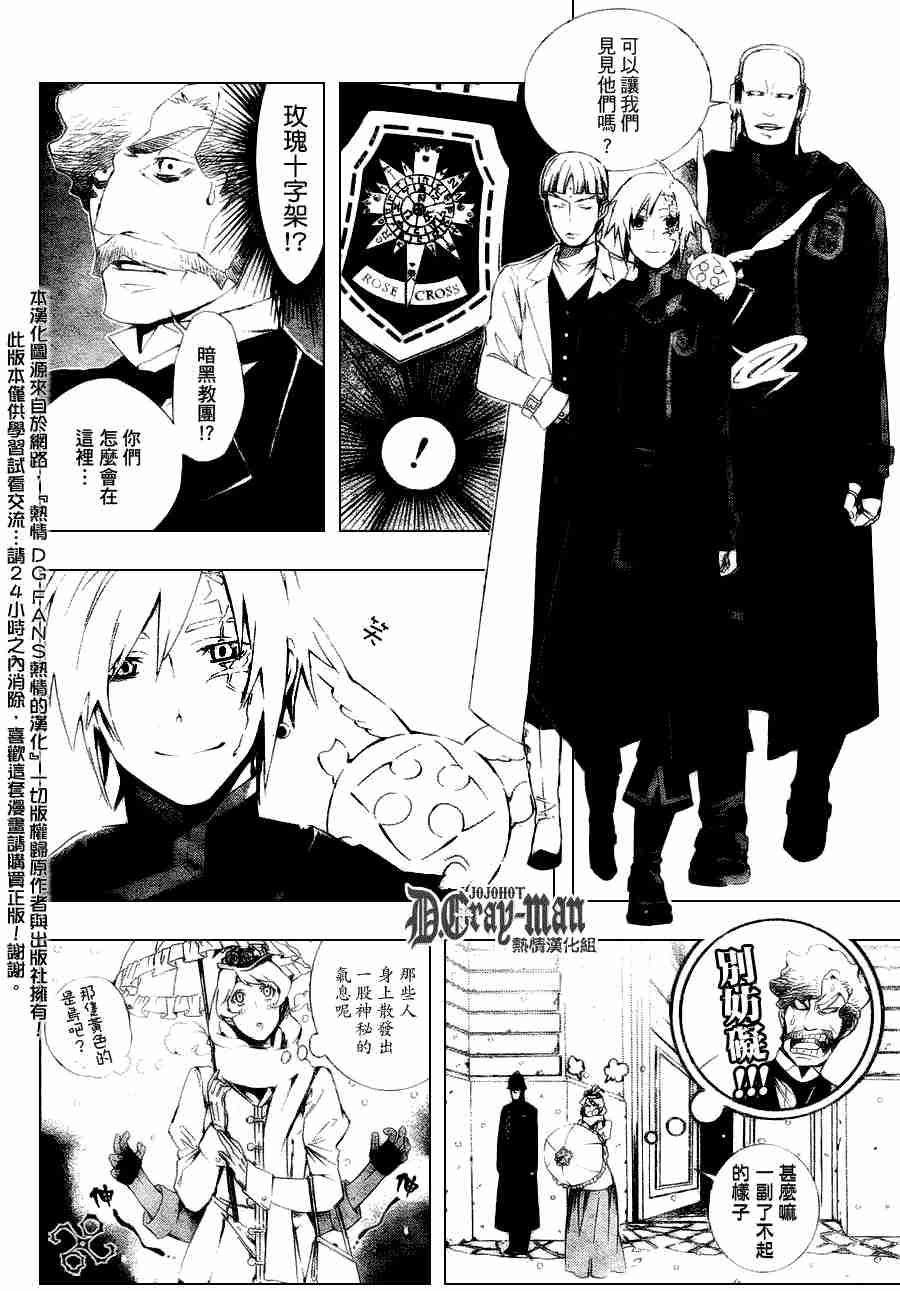 可以讓我們
見見他們嗎？
ROSE CROSS
玫瑰十字架!?
暗黑教團!?
你們
怎麼會在
這裡…
！
笑
JOJOHOT
D.Gray-man
熱情漢化組
別妨礙!!!
甚麼嘛
一副了不起
的樣子
那些人
身上散發出
一股神秘的
氣息呢
那隻黃色的
是鳥吧？
伸
伸
本漢化圖源來自於網路-『熱情DG-FANS熱情的漢化』一切版權歸原作者與出版社擁有！
此版本僅供學習試看交流…請24小時之內消除，喜歡這套漫畫請購買正版！謝謝。